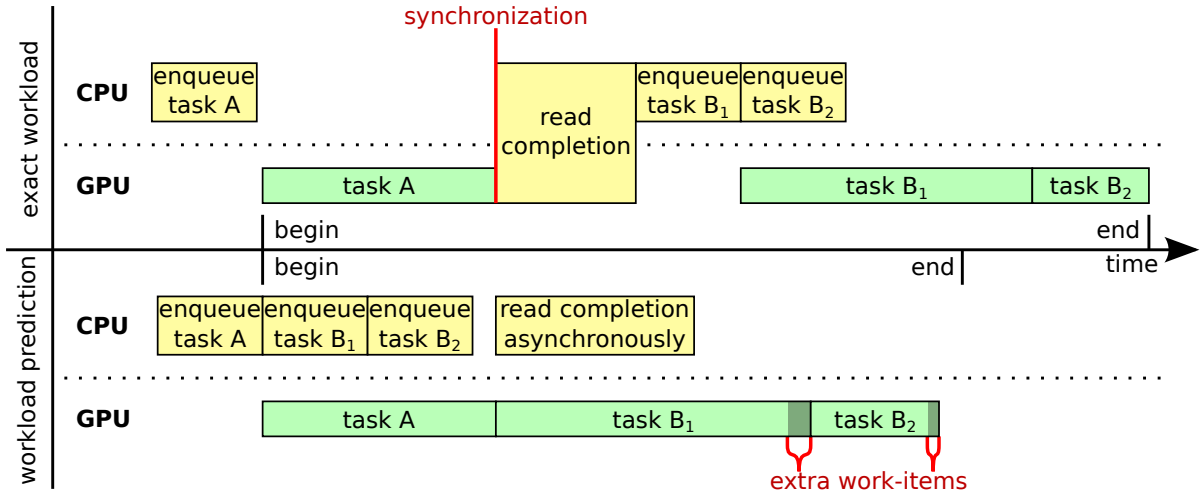 synchronization
exact workload
CPU
enqueue
task A
read
completion
enqueue
task B₁
enqueue
task B₂
GPU
task A
task B₁
task B₂
begin
end
begin
end
time
workload prediction
CPU
enqueue
task A
enqueue
task B₁
enqueue
task B₂
read completion
asynchronously
GPU
task A
task B₁
task B₂
extra work-items